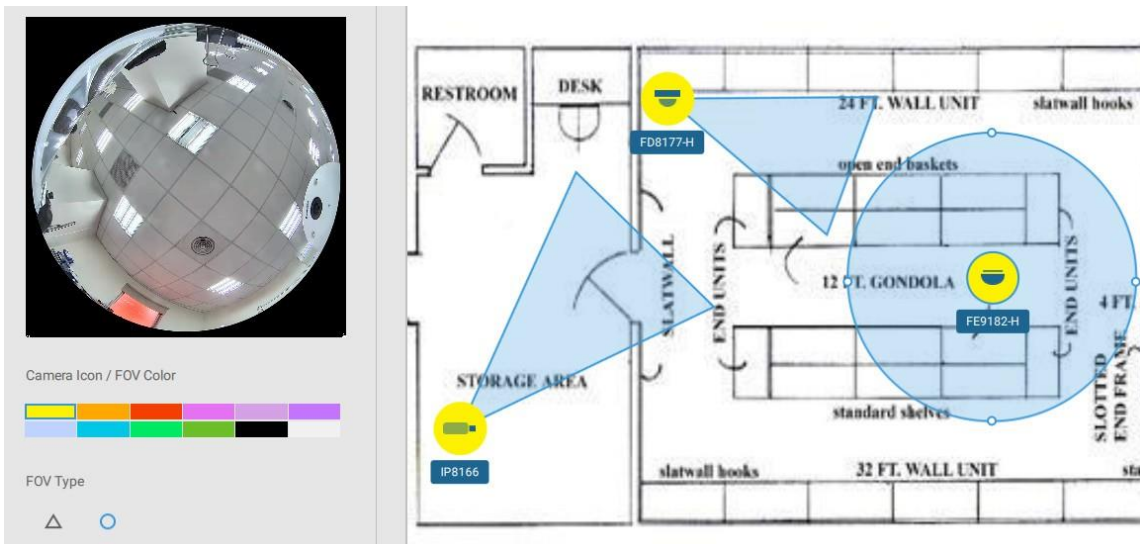 Camera Icon / FOV Color
FOV Type
RESTROOM
DESK
FD8177-H
24 FT. WALL UNIT
slatwall hooks
open end baskets
SLATWALL
END UNITS
12 FT. GONDOLA
FE9182-H
END UNITS
4 FT.
SLOTTED
END FRAME
STORAGE AREA
IP8166
standard shelves
slatwall hooks
32 FT. WALL UNIT